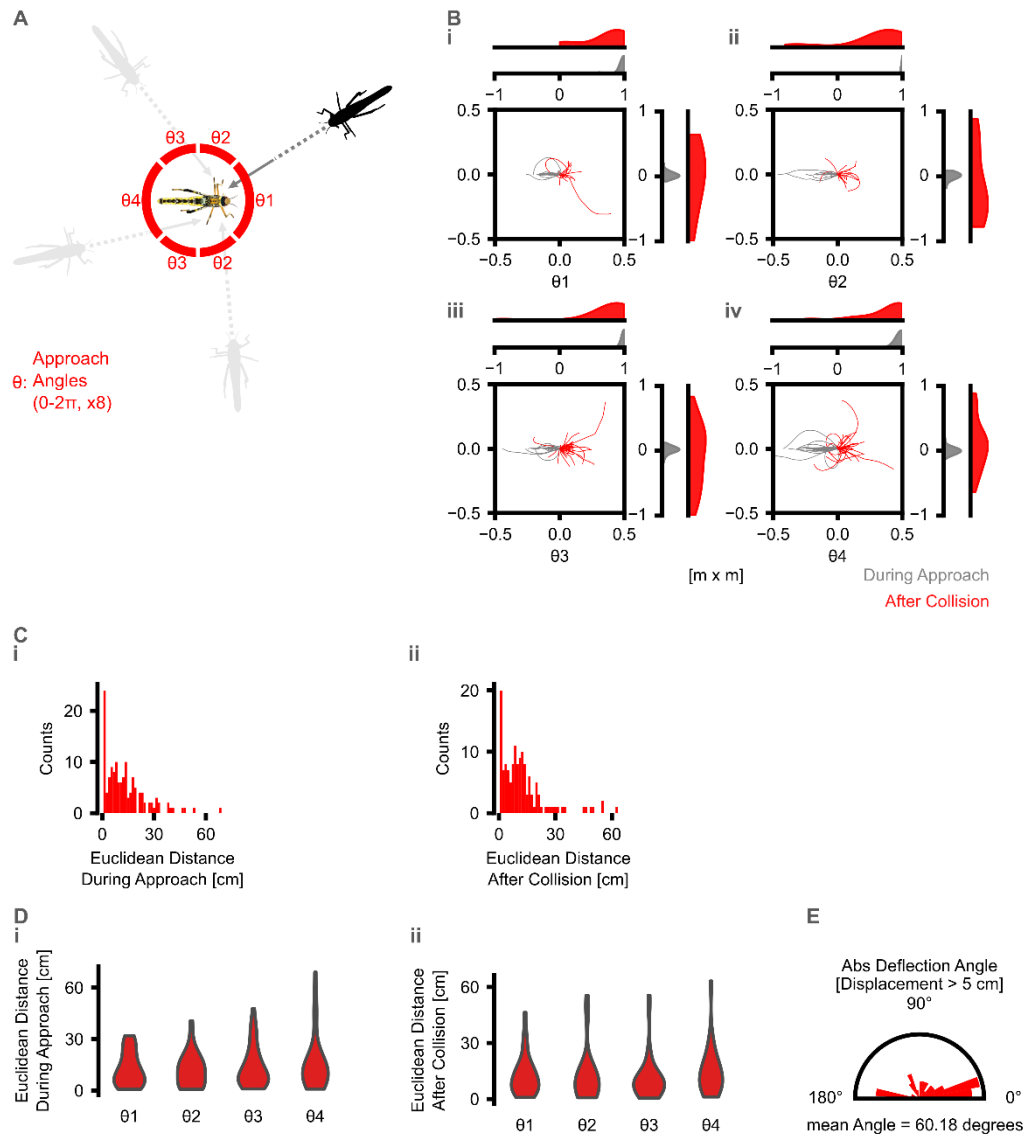 A
θ3
θ2
θ4
θ1
θ3
θ2
Approach
θ: Angles
(0-2π, x8)
B
i
−1
0
1
0.5
0.0
−0.5
−0.5
0.0
0.5
θ1
1
0
−1
ii
−1
0
1
0.5
0.0
−0.5
−0.5
0.0
0.5
θ2
1
0
−1
iii
−1
0
1
0.5
0.0
−0.5
−0.5
0.0
0.5
θ3
1
0
−1
iv
−1
0
1
0.5
0.0
−0.5
−0.5
0.0
0.5
θ4
1
0
−1
[m x m]
During Approach
After Collision
C
i
Counts
20
10
0
0
30
60
Euclidean Distance
During Approach [cm]
ii
Counts
20
10
0
0
30
60
Euclidean Distance
After Collision [cm]
D
i
Euclidean Distance
During Approach [cm]
60
30
0
θ1
θ2
θ3
θ4
ii
Euclidean Distance
After Collision [cm]
60
30
0
θ1
θ2
θ3
θ4
E
Abs Deflection Angle
[Displacement > 5 cm]
90°
180°
0°
mean Angle = 60.18 degrees